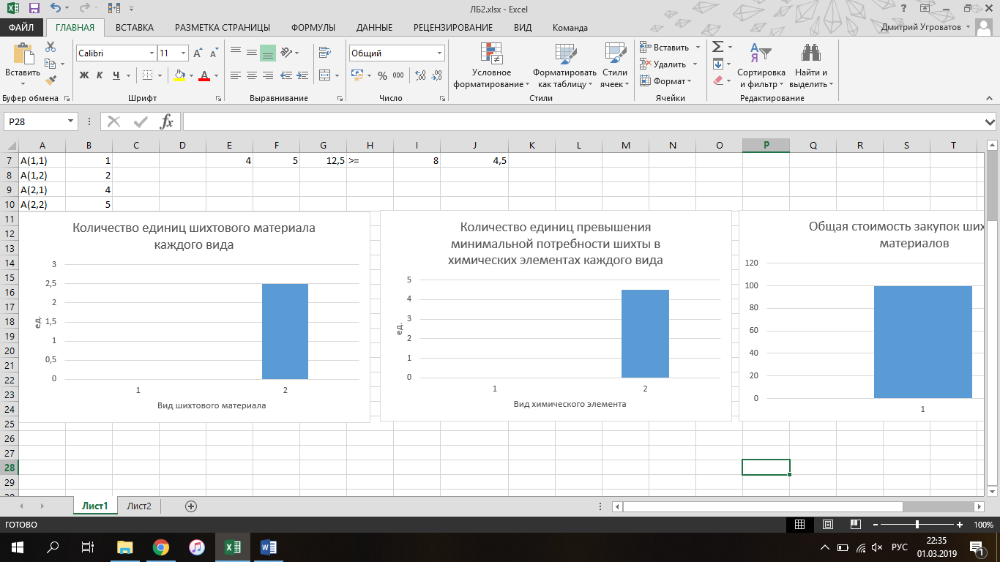 ЛБ2.xlsx - Excel
ФАЙЛ ГЛАВНАЯ ВСТАВКА РАЗМЕТКА СТРАНИЦЫ ФОРМУЛЫ ДАННЫЕ РЕЦЕНЗИРОВАНИЕ ВИД Команда Дмитрий Угроватов
Вставить
Calibri 11
Ж К Ч
Общий
% 000
Условное форматирование
Форматировать как таблицу
Стили ячеек
Вставить
Удалить
Формат
Сортировка и фильтр
Найти и выделить
Буфер обмена Шрифт Выравнивание Число Стили Ячейки Редактирование
P28 fx
A B C D E F G H I J K L M N O P Q R S T
7 A(1,1) 1 4 5 12,5 >= 8 4,5
8 A(1,2) 2
9 A(2,1) 4
10 A(2,2) 5
11
12
13
14
15
16
17
18
19
20
21
22
23
24
25
26
27
28
29
Количество единиц шихтового материала
каждого вида
3
2,5
2
1,5
1
0,5
0
ед.
1 2
Вид шихтового материала
Количество единиц превышения
минимальной потребности шихты в
химических элементах каждого вида
5
4
3
2
1
0
ед.
1 2
Вид химического элемента
Общая стоимость закупок
материалов
120
100
80
60
40
20
0
1
Лист1 Лист2
ГОТОВО 100%
РУС
22:35
01.03.2019
1